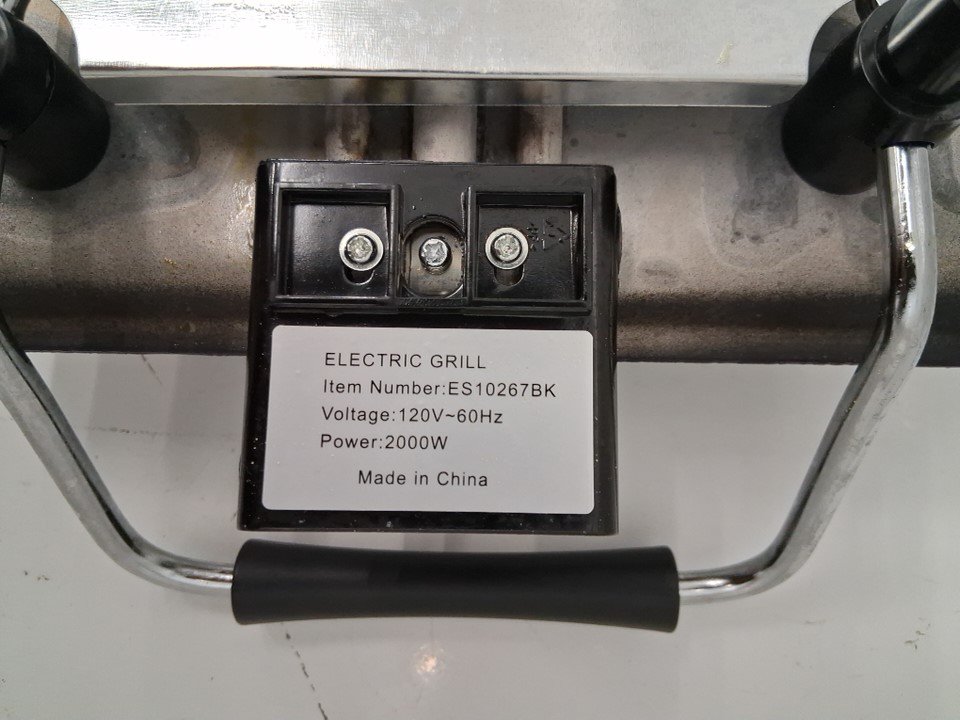 ELECTRIC GRILL
Item Number:ES10267BK
Voltage:120V~60Hz
Power:2000W
Made in China